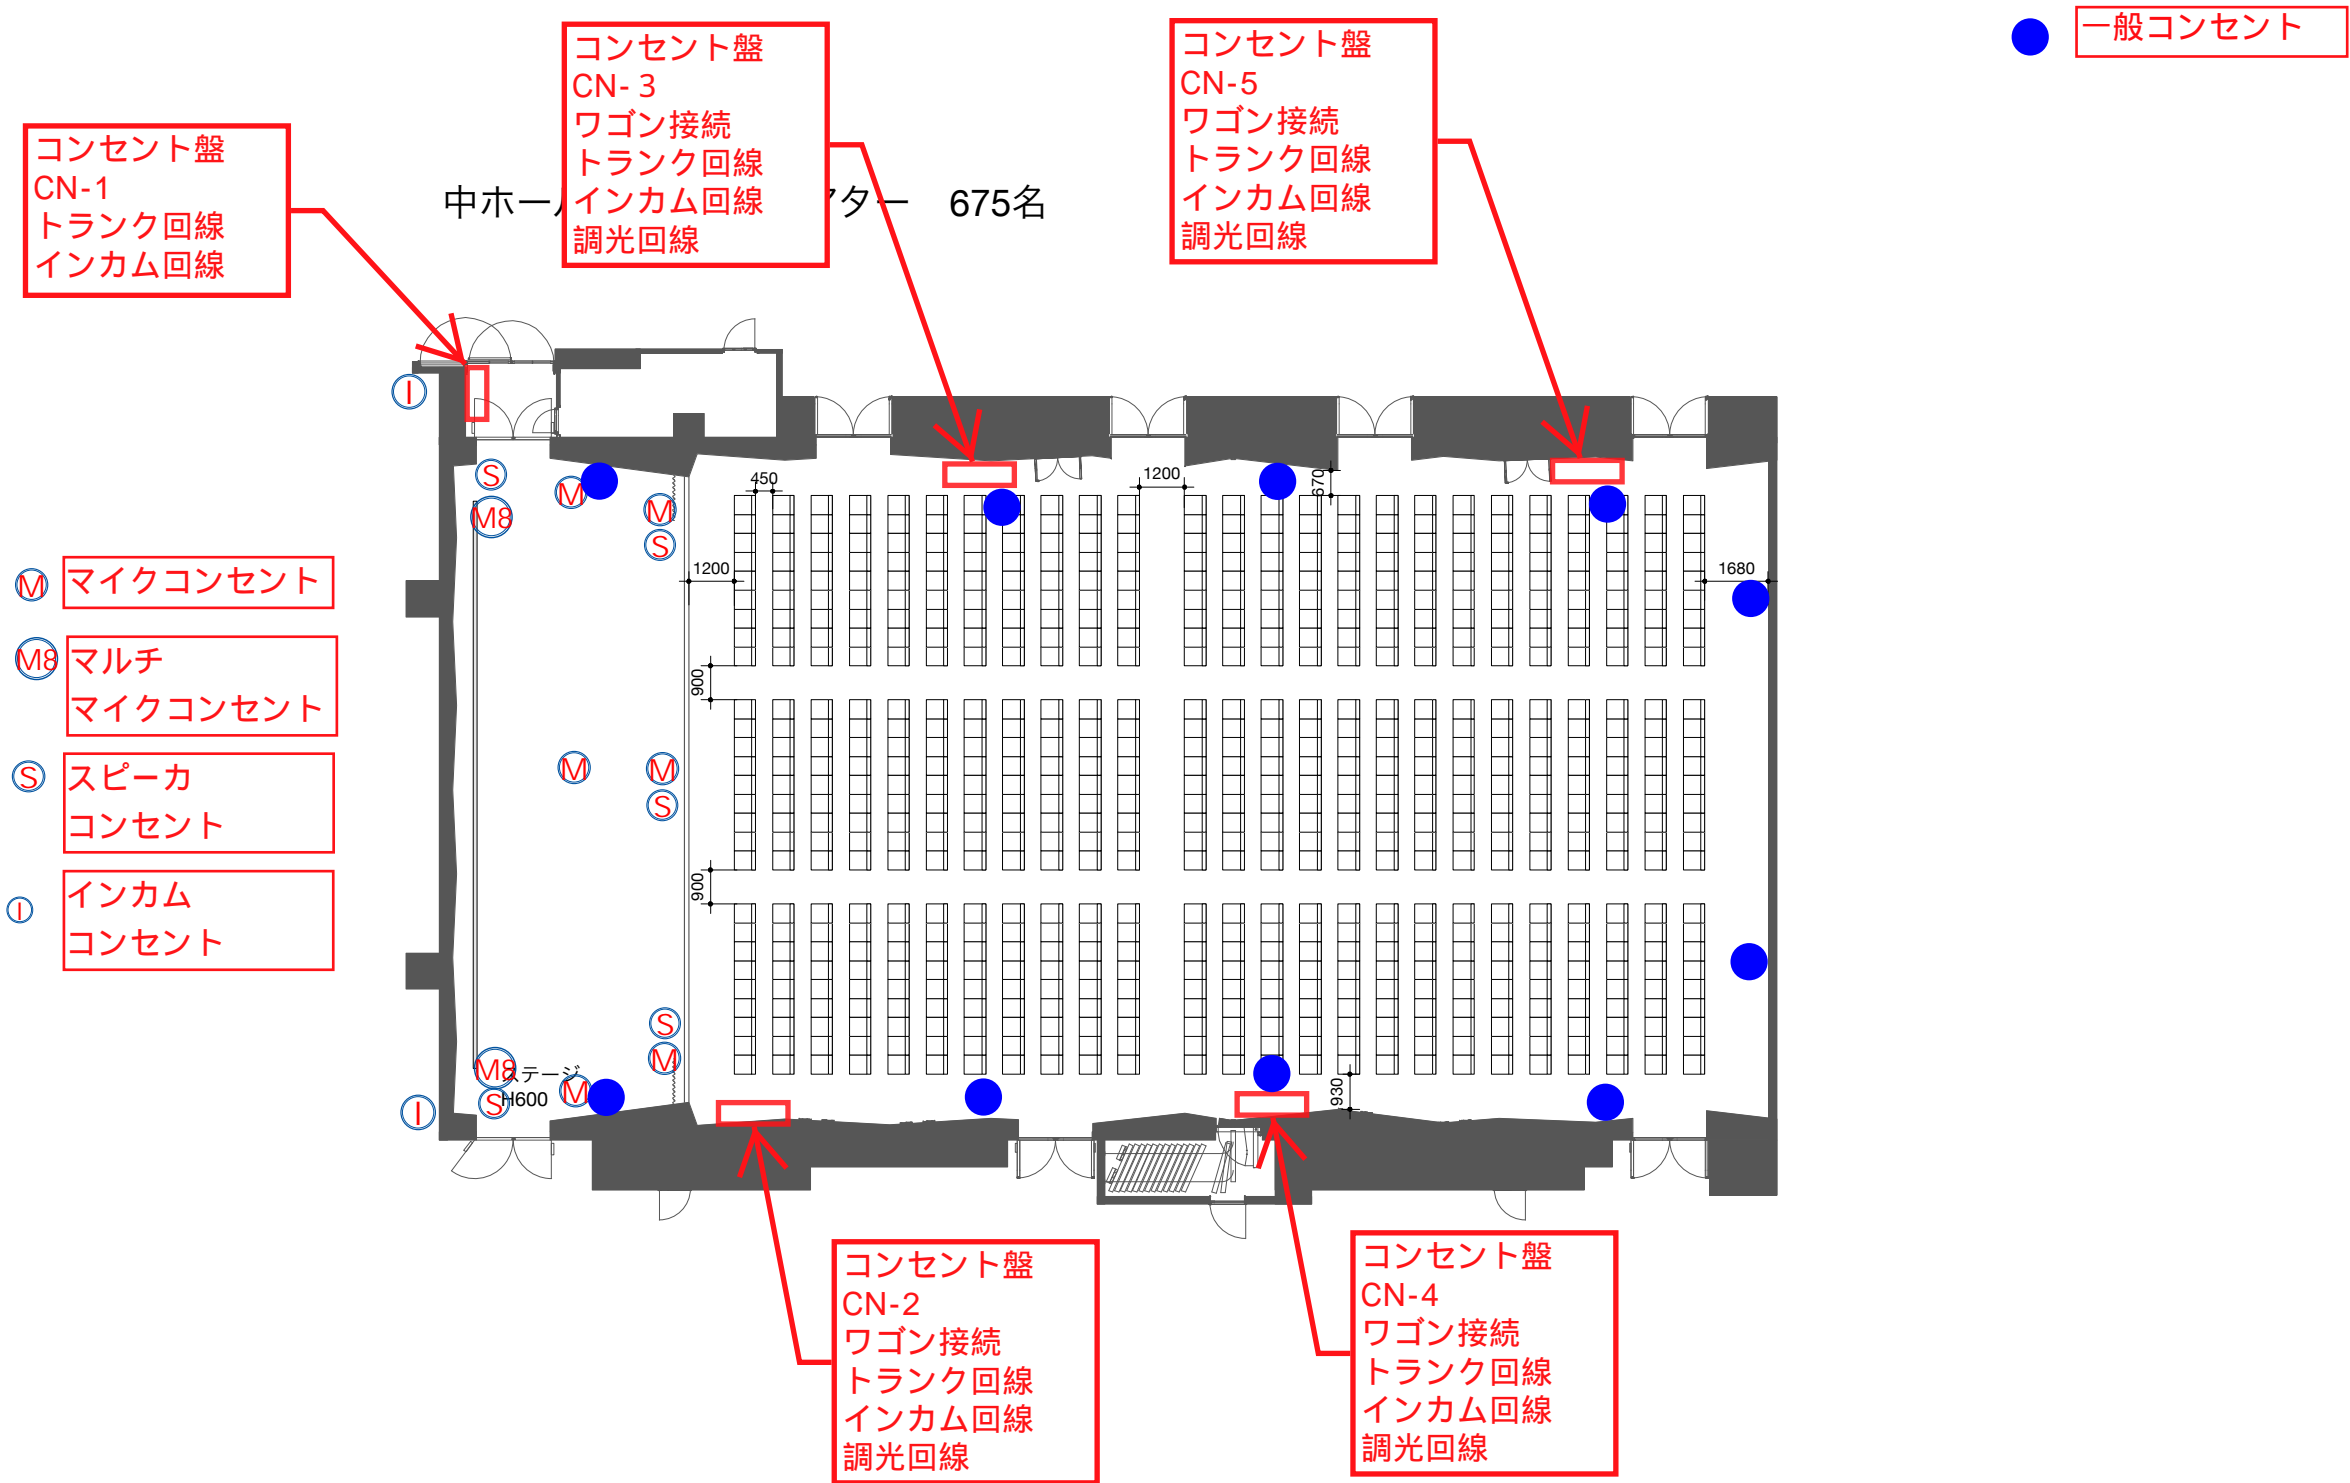 一般コンセント
コンセント盤
CN-3
ワゴン接続
トランク回線
インカム回線
調光回線
コンセント盤
CN-5
ワゴン接続
トランク回線
インカム回線
調光回線
コンセント盤
CN-1
トランク回線
インカム回線
中ホール
アター 675名
I
S
M
M8
M
S
450
1200
670
1200
1680
M マイクコンセント
M8 マルチ
マイクコンセント
S スピーカ
コンセント
I インカム
コンセント
900
M
M
S
900
S
M
M8
ステージ
M
S
H600
I
930
コンセント盤
CN-2
ワゴン接続
トランク回線
インカム回線
調光回線
コンセント盤
CN-4
ワゴン接続
トランク回線
インカム回線
調光回線